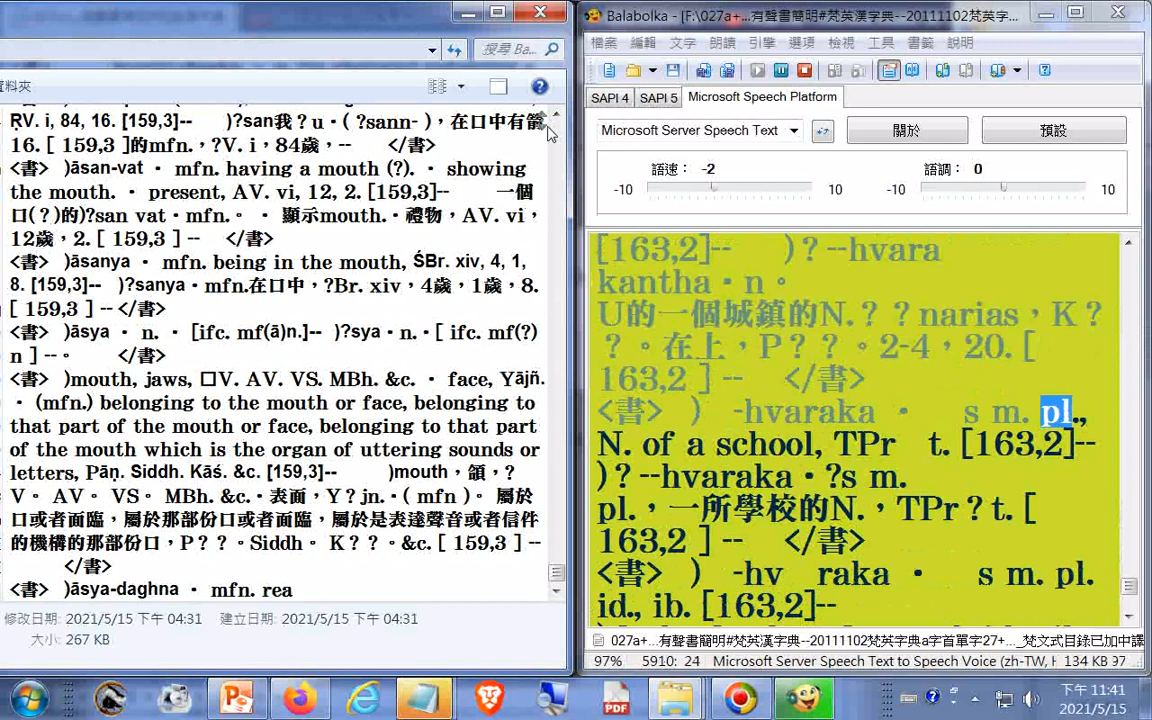 搜尋 Ba...
資料夾
ṚV. i, 84, 16. [159,3]-- )?san我？u‧( ?sann- )，在口中有箭
16. [ 159,3 ]的mfn.，?V. i，84歲，-- </書>
<書> )āsan-vat ‧ mfn. having a mouth (?). ‧ showing
the mouth. ‧ present, AV. vi, 12, 2. [159,3]-- 一個
口(？)的)?san vat‧mfn.。‧ 顯示mouth.‧禮物，AV. vi，
12歲，2. [ 159,3 ] -- </書>
<書> )āsanya ‧ mfn. being in the mouth, ŚBr. xiv, 4, 1,
8. [159,3]-- )?sanya‧mfn.在口中，?Br. xiv，4歲，1歲，8.
[ 159,3 ] -- </書>
<書> )āsya ‧ n. ‧ [ifc. mf(ā)n.]-- )?sya‧n.‧[ ifc. mf(?)
n ] --。 </書>
<書> )mouth, jaws, □V. AV. VS. MBh. &c. ‧ face, Yājñ.
‧ (mfn.) belonging to the mouth or face, belonging to
that part of the mouth or face, belonging to that part
of the mouth which is the organ of uttering sounds or
letters, Pāṇ. Siddh. Kāś. &c. [159,3]-- )mouth，頜，?
V。 AV。 VS。 MBh. &c.‧表面，Y？jn.‧( mfn )。 屬於
口或者面臨，屬於那部份口或者面臨，屬於是表達聲音或者信件
的機構的那部份口，P？？。Siddh。 K？？。&c. [ 159,3 ] --
</書>
<書> )āsya-daghna ‧ mfn. rea
修改日期: 2021/5/15 下午 04:31 建立日期: 2021/5/15 下午 04:31
大小: 267 KB
Balabolka - [F:\027a+...有聲書簡明#梵英漢字典--20111102梵英字...
檔案 編輯 文字 朗讀 引擎 選項 檢視 工具 書籤 說明
SAPI 4 SAPI 5 Microsoft Speech Platform
Microsoft Server Speech Text 關於 預設
語速： -2 語調： 0
-10 10 -10 10
[163,2]-- )？--hvara
kantha‧n。
U的一個城鎮的N.？？narias，K？
？。在上，P？？。2-4，20. [
163,2 ] -- </書>
<書> ) -hvaraka ‧ s m. pl.,
N. of a school, TPr t. [163,2]--
)？--hvaraka‧?s m.
pl.，一所學校的N.，TPr？t. [
163,2 ] -- </書>
<書> ) -hv raka ‧ s m. pl.
id., ib. [163,2]--
027a+...有聲書簡明#梵英漢字典--20111102梵英字典a字首單字27+..._梵文式目錄已加中譯
97% 5910: 24 Microsoft Server Speech Text to Speech Voice (zh-TW, H 134 KB 97
下午 11:41
2021/5/15